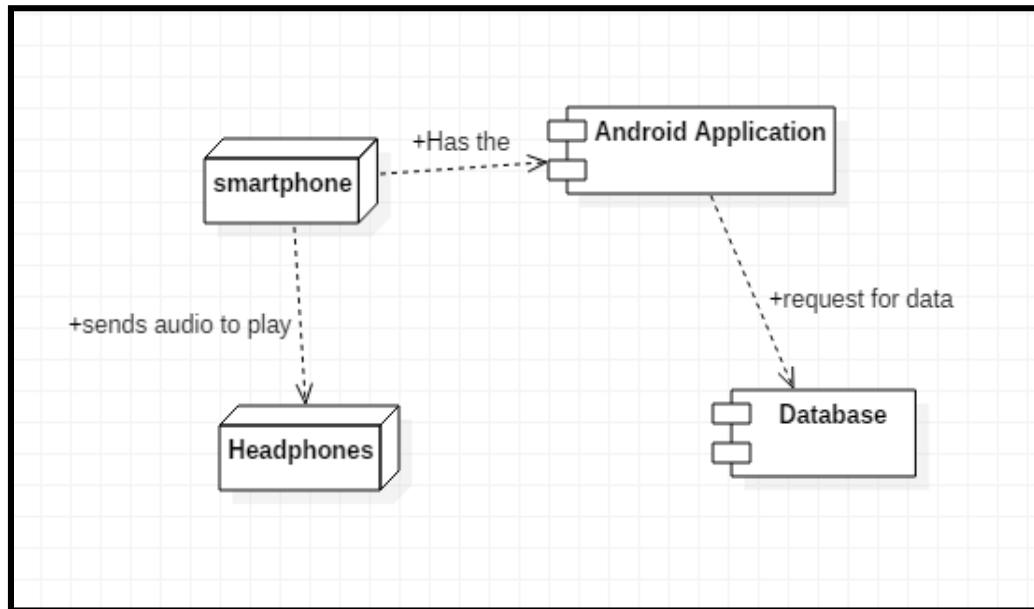 +Has the
Android Application
smartphone
+request for data
+sends audio to play
Database
Headphones